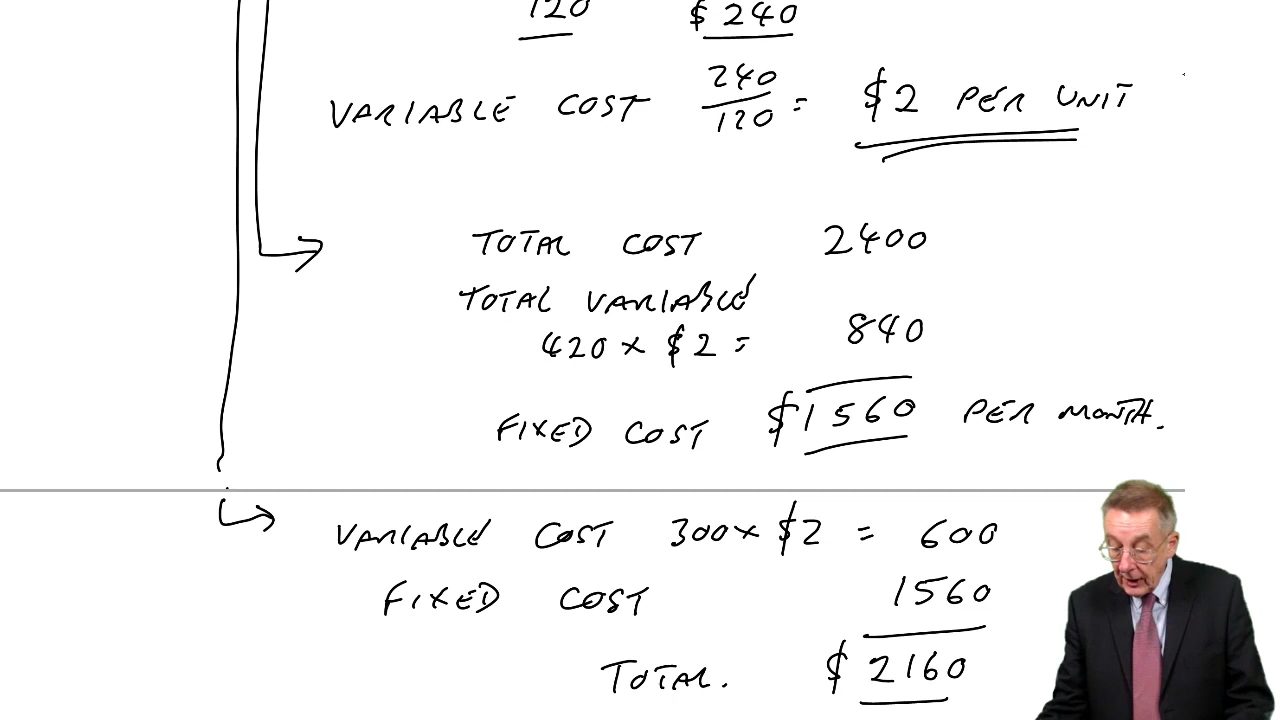 120 $240
VARIABLE COST 240/120 = $2 PER UNIT
TOTAL COST 2400
TOTAL VARIABLE
420 × $2 = 840
FIXED COST $1560 PER MONTH.
VARIABLE COST 300 × $2 = 600
FIXED COST 1560
TOTAL. $2160